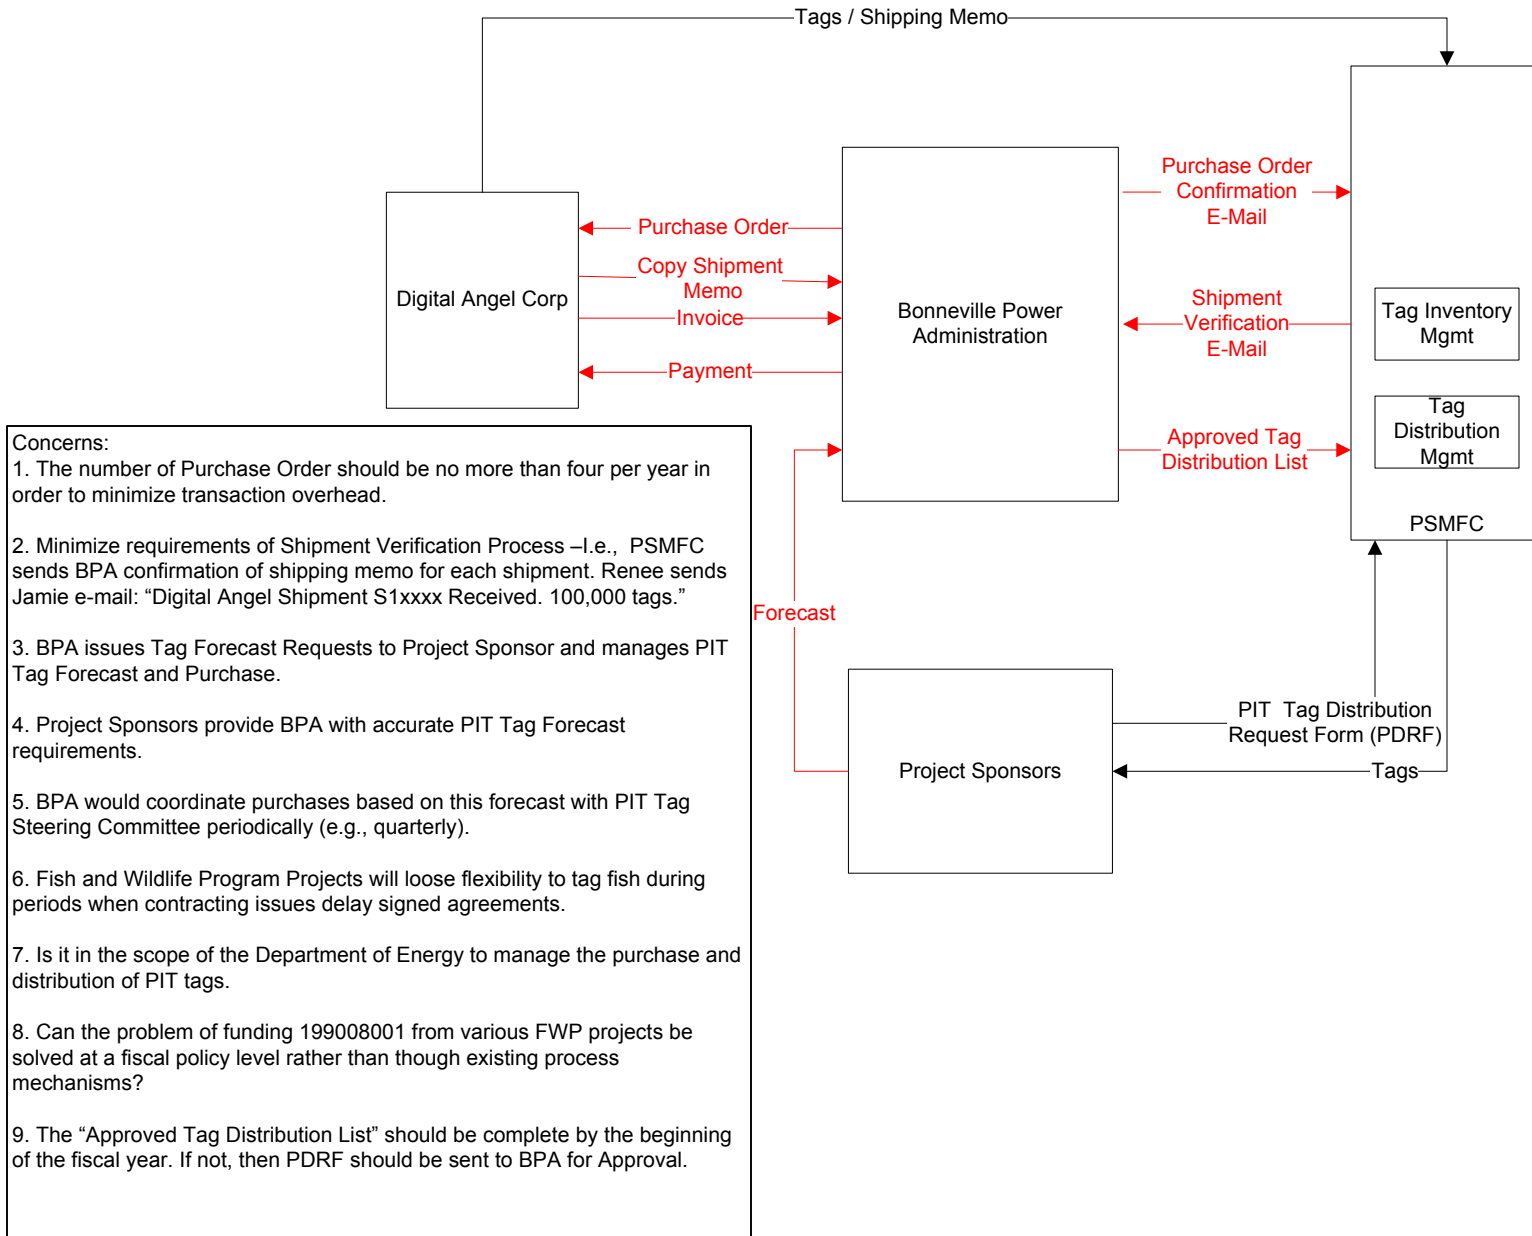 Tags / Shipping Memo
Purchase Order
Confirmation
E-Mail
Purchase Order
Copy Shipment
Memo
Digital Angel Corp
Invoice
Bonneville Power
Administration
Shipment
Verification
E-Mail
Tag Inventory
Mgmt
Payment
Tag
Distribution
Mgmt
Approved Tag
Distribution List
PSMFC
Concerns:
1. The number of Purchase Order should be no more than four per year in
order to minimize transaction overhead.
2. Minimize requirements of Shipment Verification Process –I.e., PSMFC
sends BPA confirmation of shipping memo for each shipment. Renee sends
Jamie e-mail: “Digital Angel Shipment S1xxxx Received. 100,000 tags.”
3. BPA issues Tag Forecast Requests to Project Sponsor and manages PIT
Tag Forecast and Purchase.
4. Project Sponsors provide BPA with accurate PIT Tag Forecast
requirements.
5. BPA would coordinate purchases based on this forecast with PIT Tag
Steering Committee periodically (e.g., quarterly).
6. Fish and Wildlife Program Projects will loose flexibility to tag fish during
periods when contracting issues delay signed agreements.
7. Is it in the scope of the Department of Energy to manage the purchase and
distribution of PIT tags.
8. Can the problem of funding 199008001 from various FWP projects be
solved at a fiscal policy level rather than though existing process
mechanisms?
9. The “Approved Tag Distribution List” should be complete by the beginning
of the fiscal year. If not, then PDRF should be sent to BPA for Approval.
Forecast
PIT Tag Distribution
Request Form (PDRF)
Project Sponsors
Tags